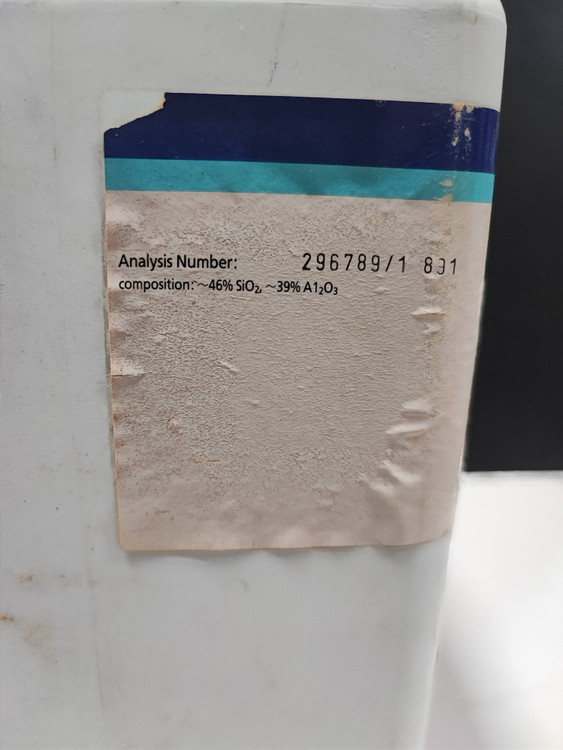 Analysis Number: 296789/1 891
composition:~46% SiO₂, ~39% A1₂O₃